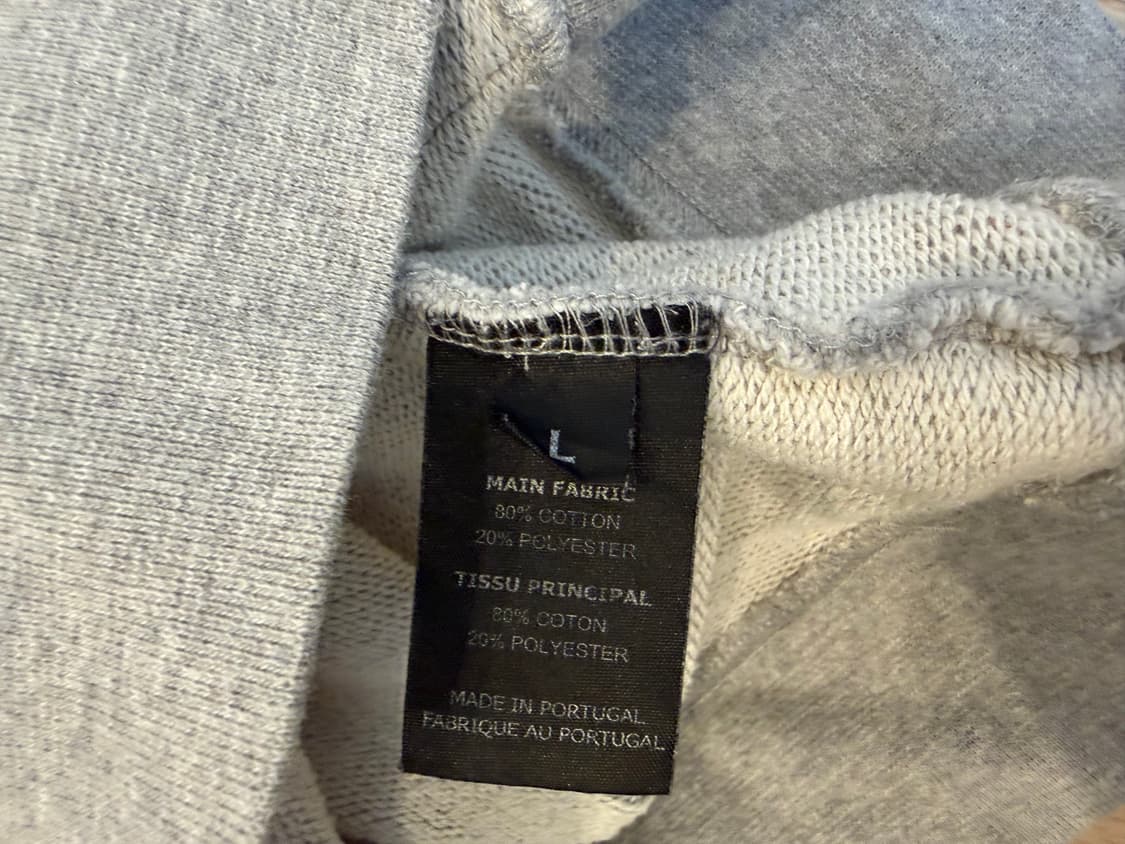 L
MAIN FABRIC
80% COTTON
20% POLYESTER
TISSU PRINCIPAL
80% COTON
20% POLYESTER
MADE IN PORTUGAL
FABRIQUE AU PORTUGAL